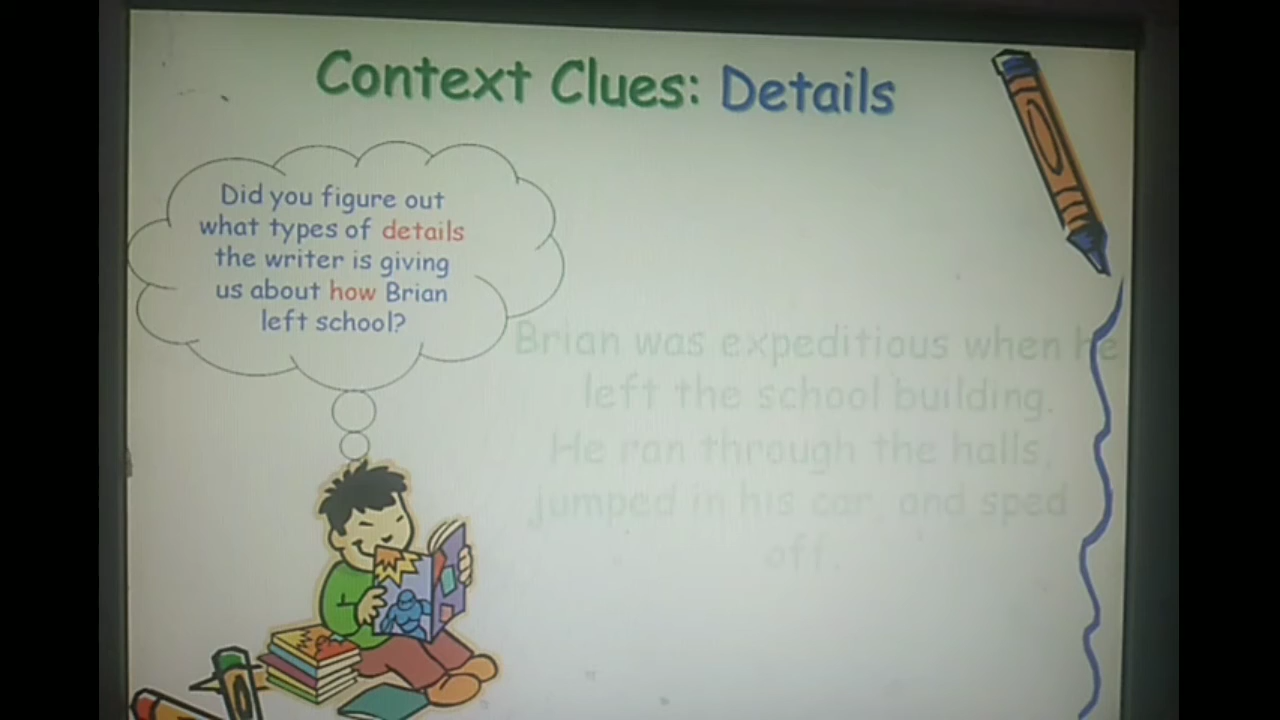 Context Clues: Details
Did you figure out
what types of details
the writer is giving
us about how Brian
left school?
Brian was expeditious when he
left the school building.
He ran through the halls,
jumped in his car, and sped
off